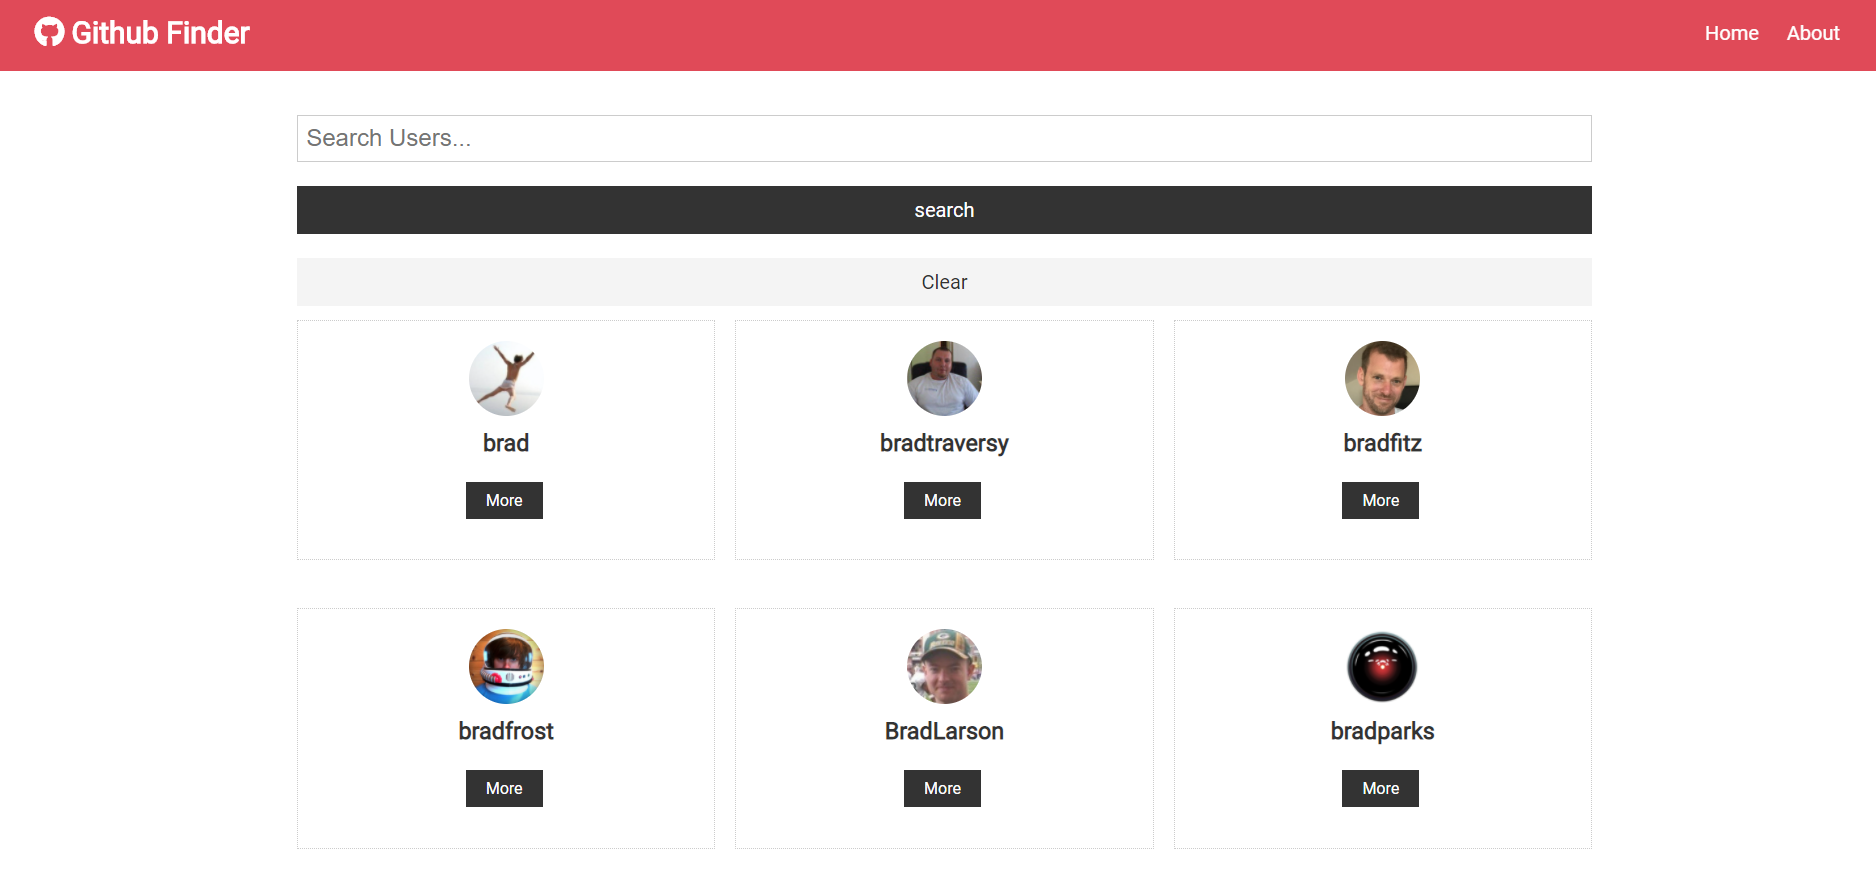 Github Finder
Home
About
Search Users...
search
Clear
brad
bradtraversy
bradfitz
More
More
More
bradfrost
BradLarson
bradparks
More
More
More